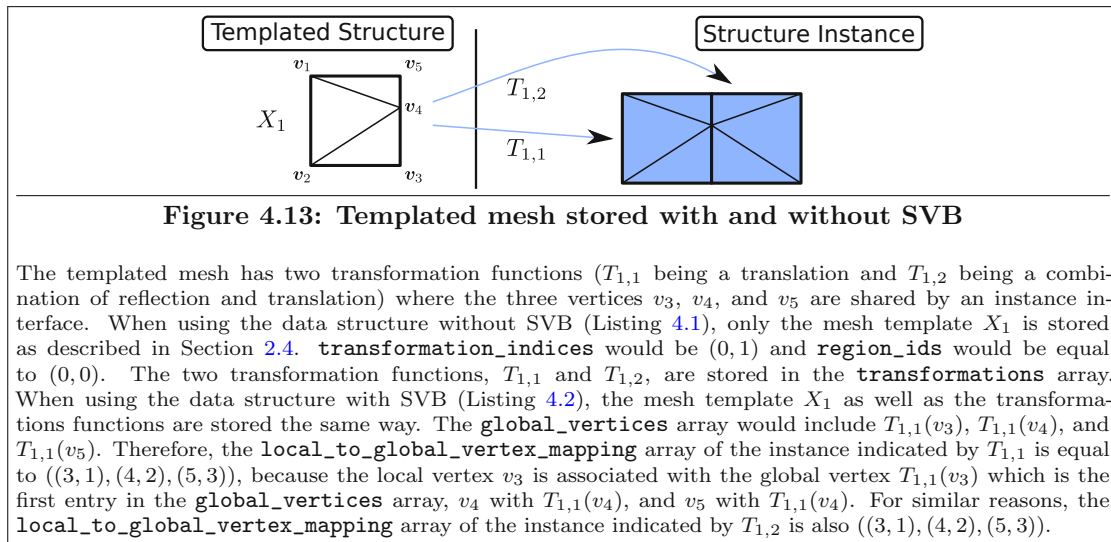 Templated Structure
Structure Instance
v₁
v₅
T₁,₂
v₄
X₁
T₁,₁
v₂
v₃
Figure 4.13: Templated mesh stored with and without SVB
The templated mesh has two transformation functions (T₁,₁ being a translation and T₁,₂ being a combi-
nation of reflection and translation) where the three vertices v₃, v₄, and v₅ are shared by an instance in-
terface. When using the data structure without SVB (Listing 4.1), only the mesh template X₁ is stored
as described in Section 2.4. transformation_indices would be (0, 1) and region_ids would be equal
to (0, 0). The two transformation functions, T₁,₁ and T₁,₂, are stored in the transformations array.
When using the data structure with SVB (Listing 4.2), the mesh template X₁ as well as the transforma-
tions functions are stored the same way. The global_vertices array would include T₁,₁(v₃), T₁,₁(v₄), and
T₁,₁(v₅). Therefore, the local_to_global_vertex_mapping array of the instance indicated by T₁,₁ is equal
to ((3, 1), (4, 2), (5, 3)), because the local vertex v₃ is associated with the global vertex T₁,₁(v₃) which is the
first entry in the global_vertices array, v₄ with T₁,₁(v₄), and v₅ with T₁,₁(v₄). For similar reasons, the
local_to_global_vertex_mapping array of the instance indicated by T₁,₂ is also ((3, 1), (4, 2), (5, 3)).